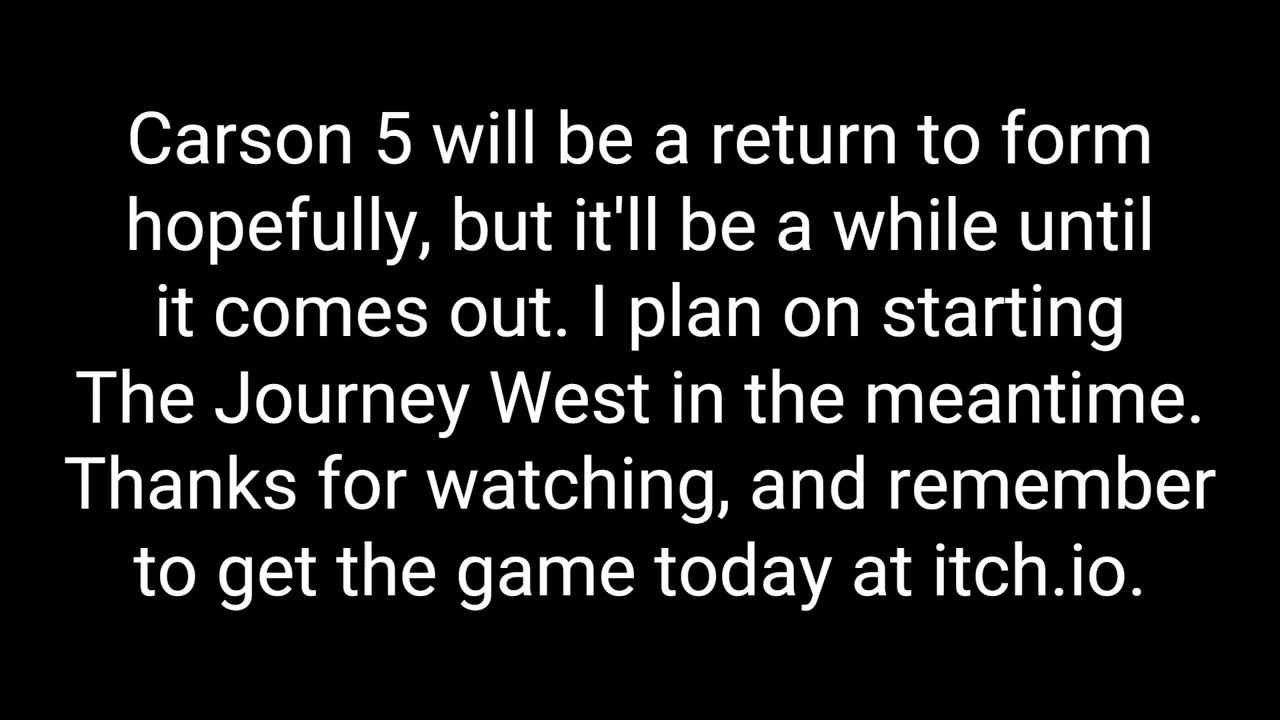 Carson 5 will be a return to form
hopefully, but it'll be a while until
it comes out. I plan on starting
The Journey West in the meantime.
Thanks for watching, and remember
to get the game today at itch.io.